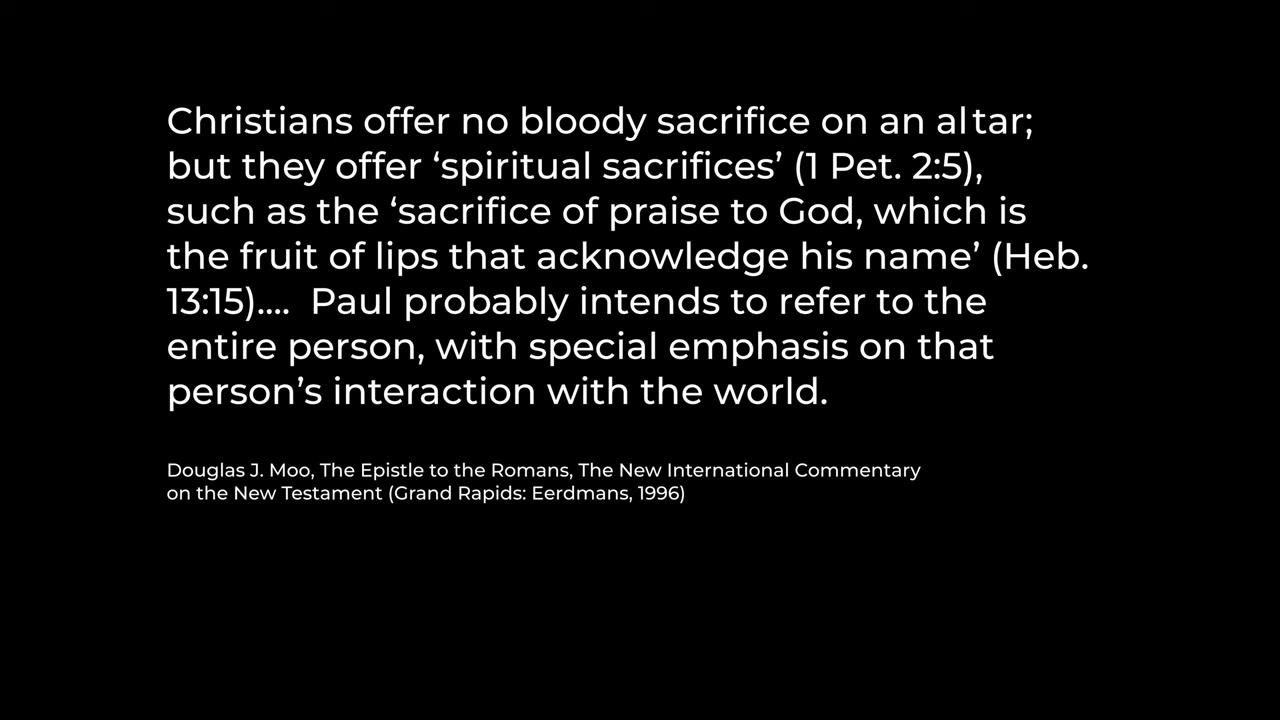 Christians offer no bloody sacrifice on an al tar;
but they offer ‘spiritual sacrifices’ (1 Pet. 2:5),
such as the ‘sacrifice of praise to God, which is
the fruit of lips that acknowledge his name’ (Heb.
13:15)....  Paul probably intends to refer to the
entire person, with special emphasis on that
person’s interaction with the world.
Douglas J. Moo, The Epistle to the Romans, The New International Commentary
on the New Testament (Grand Rapids: Eerdmans, 1996)